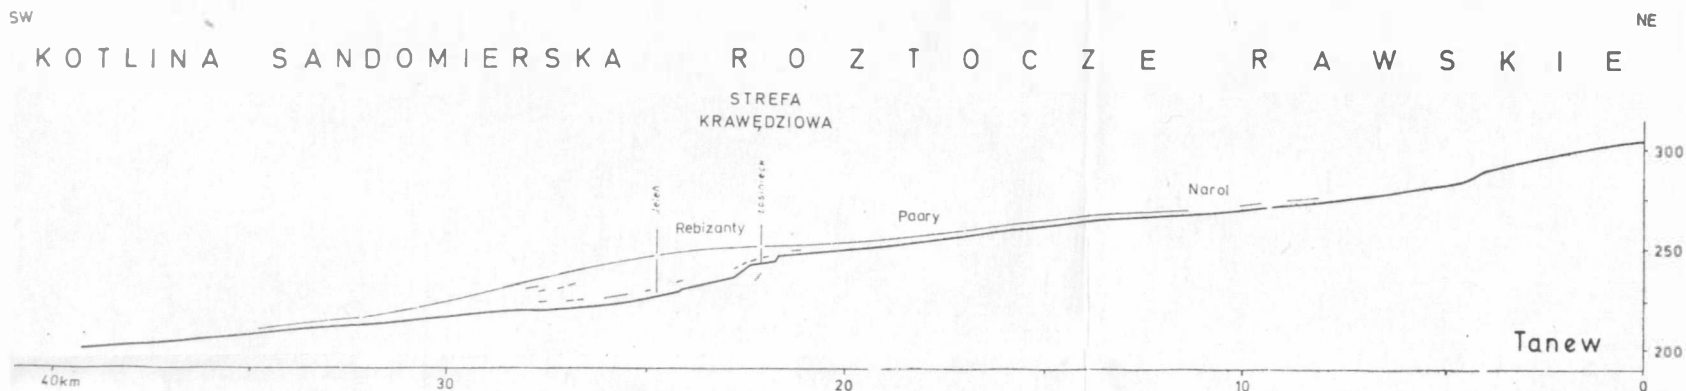 SW
NE
KOTLINA SANDOMIERSKA ROZTOCZE RAWSKIE
STREFA
KRAWĘDZIOWA
300
Jeleń
Narol
Paary
Rebizanty
250
Tanew
200
40km
30
20
10
0